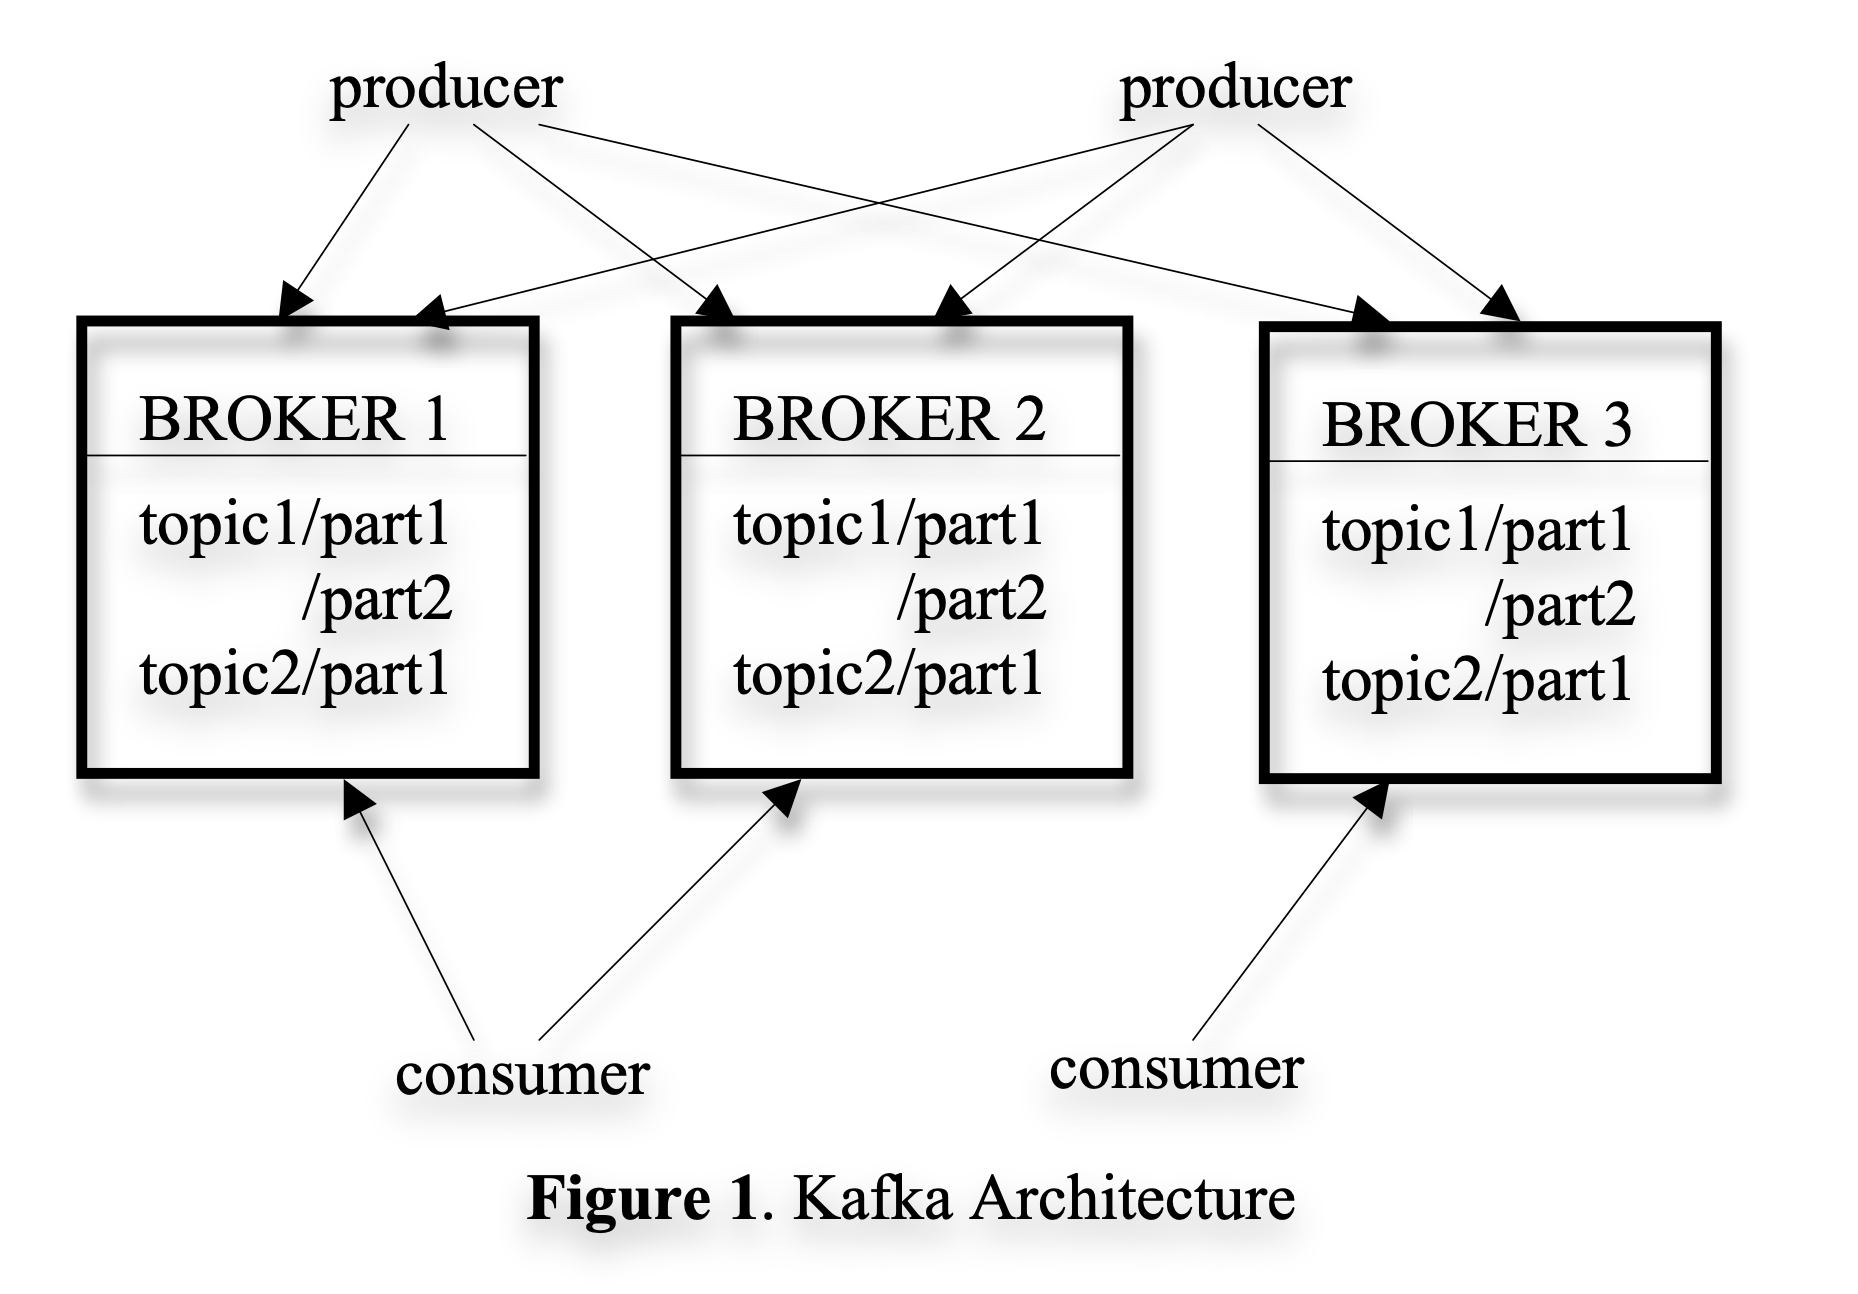 producer
producer
BROKER 1
topic1/part1
/part2
topic2/part1
BROKER 2
topic1/part1
/part2
topic2/part1
BROKER 3
topic1/part1
/part2
topic2/part1
consumer
consumer
Figure 1. Kafka Architecture